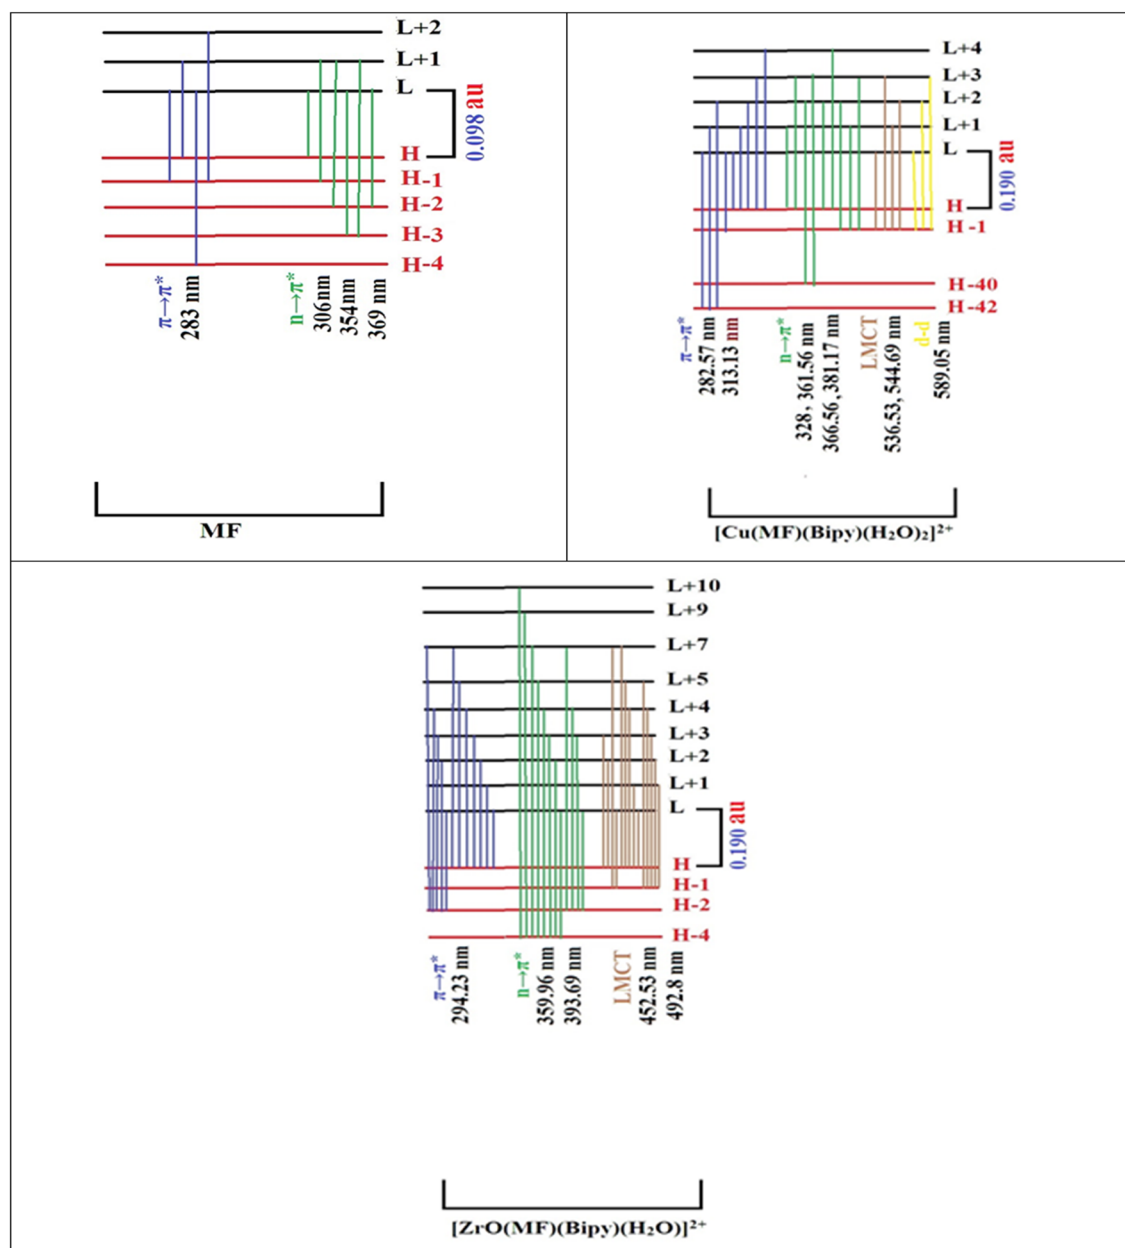 L+2
L+1
L
H
H-1
H-2
H-3
H-4
0.098 au
π→π*
283 nm
n→π*
306nm
354nm
369 nm
MF
L+4
L+3
L+2
L+1
L
H
H -1
H-40
H-42
0.190 au
π→π*
282.57 nm
313.13 nm
n→π*
328, 361.56 nm
366.56, 381.17 nm
LMCT
536.53, 544.69 nm
d-d
589.05 nm
[Cu(MF)(Bipy)(H₂O)₂]²⁺
L+10
L+9
L+7
L+5
L+4
L+3
L+2
L+1
L
H
H-1
H-2
H-4
0.190 au
π→π*
294.23 nm
n→π*
359.96 nm
393.69 nm
LMCT
452.53 nm
492.8 nm
[ZrO(MF)(Bipy)(H₂O)]²⁺